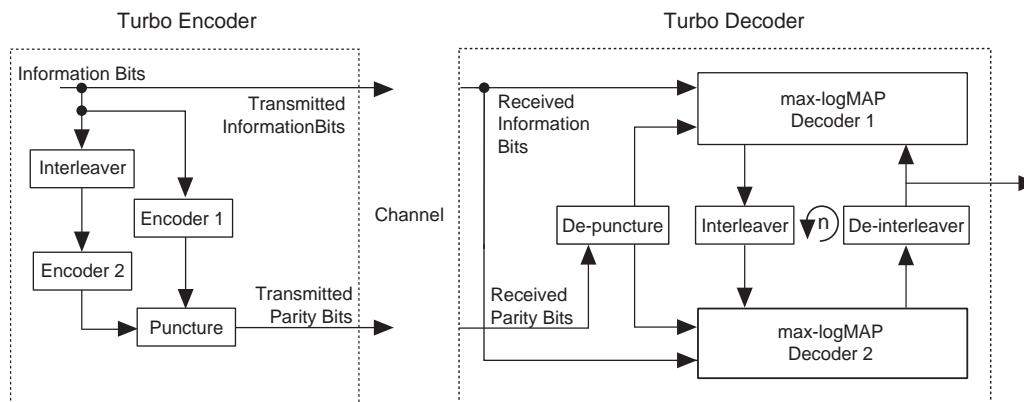 Turbo Encoder
Information Bits
Transmitted
InformationBits
Interleaver
Encoder 1
Encoder 2
Transmitted
Parity Bits
Puncture
Channel
Turbo Decoder
Received
Information
Bits
max-logMAP
Decoder 1
De-puncture
Interleaver
n
De-interleaver
Received
Parity Bits
max-logMAP
Decoder 2